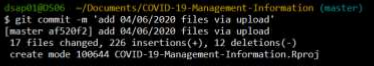 dsap01@DS06 ~/Documents/COVID-19-Management-Information (master)
$ git commit -m 'add 04/06/2020 files via upload'
[master af520f2] add 04/06/2020 files via upload
17 files changed, 226 insertions(+), 12 deletions(-)
create mode 100644 COVID-19-Management-Information.Rproj